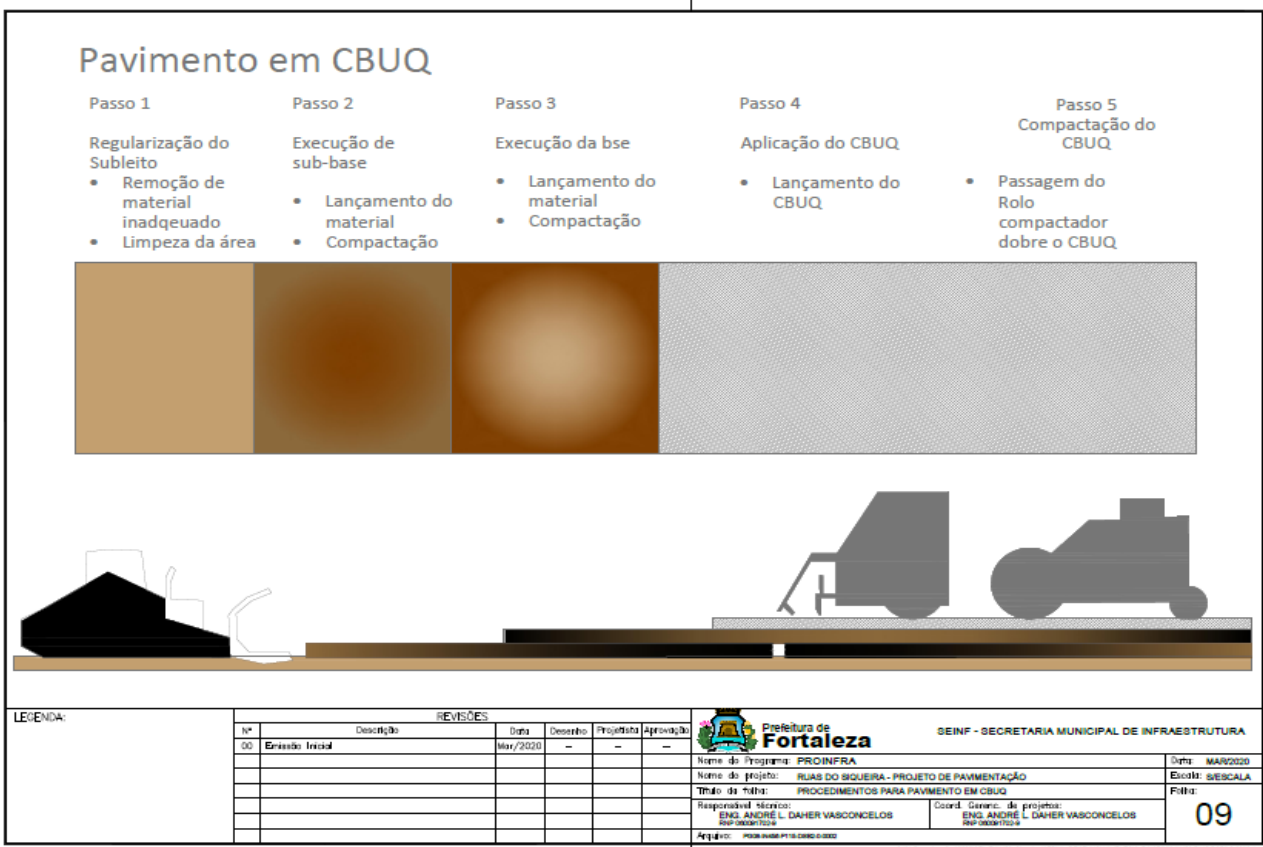 Pavimento em CBUQ
Passo 1
Regularização do
Subleito
• Remoção de
material
inadqeuado
• Limpeza da área
Passo 2
Execução de
sub-base
• Lançamento do
material
• Compactação
Passo 3
Execução da bse
• Lançamento do
material
• Compactação
Passo 4
Aplicação do CBUQ
• Lançamento do
CBUQ
Passo 5
Compactação do
CBUQ
• Passagem do
Rolo
compactador
dobre o CBUQ
LEGENDA:
REVISÕES
Nº Descrição Data Desenho Projetista Aprovação
00 Emissão Inicial Mar/2020 – – –
Prefeitura de
Fortaleza
SEINF - SECRETARIA MUNICIPAL DE INFRAESTRUTURA
Nome do Programa: PROINFRA
Data: MAR/2020
Nome do projeto: RUAS DO SIQUEIRA - PROJETO DE PAVIMENTAÇÃO
Escala: S/ESCALA
Título da folha: PROCEDIMENTOS PARA PAVIMENTO EM CBUQ
Folha:
09
Responsável técnico:
ENG. ANDRÉ L. DAHER VASCONCELOS
Coord. Gerenc. de projetos:
ENG. ANDRÉ L. DAHER VASCONCELOS
Arquivo: